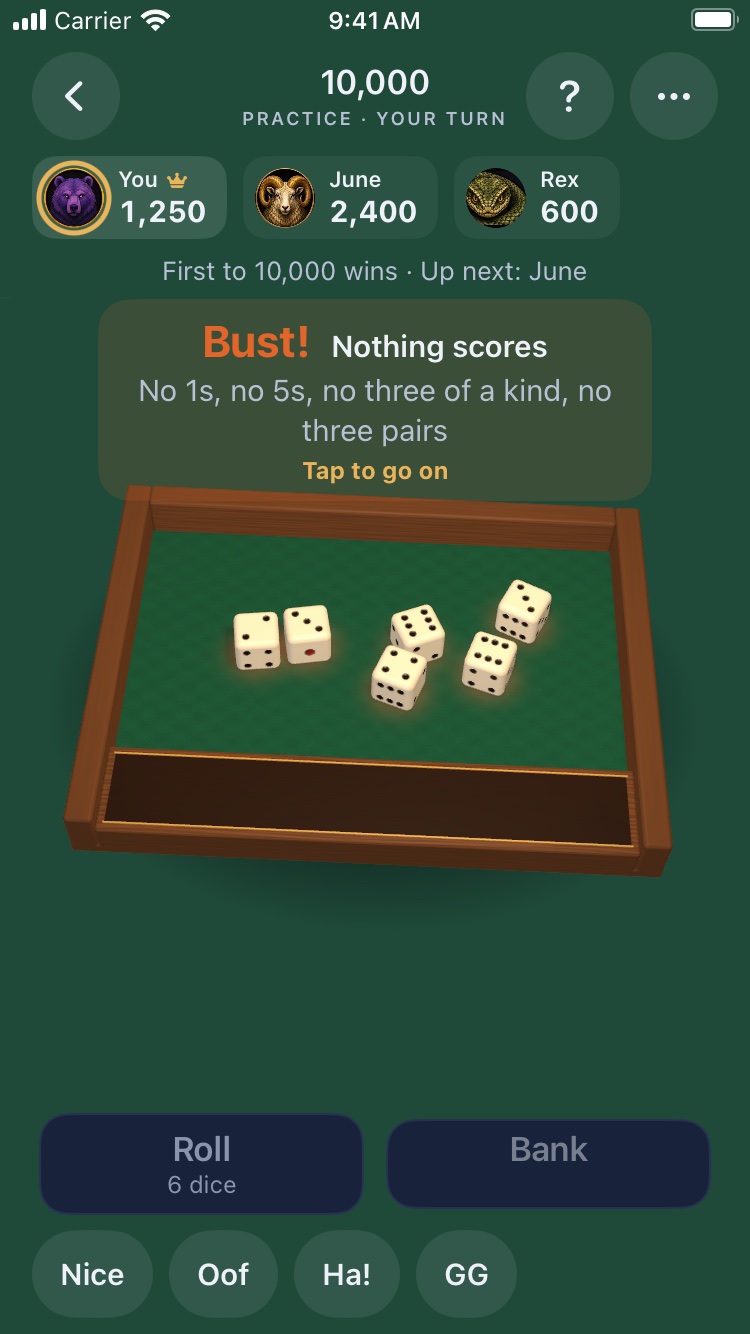 Carrier
9:41 AM
10,000
PRACTICE · YOUR TURN
?
You
1,250
June
2,400
Rex
600
First to 10,000 wins · Up next: June
Bust! Nothing scores
No 1s, no 5s, no three of a kind, no
three pairs
Tap to go on
Roll
6 dice
Bank
Nice
Oof
Ha!
GG